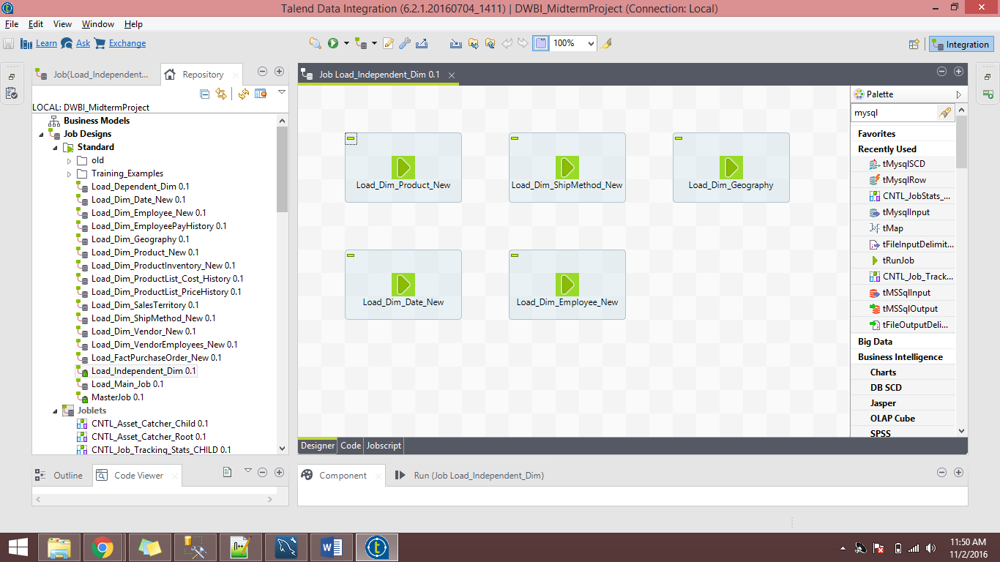 Talend Data Integration (6.2.1.20160704_1411) | DWBI_MidtermProject (Connection: Local)
File Edit View Window Help
Learn Ask Exchange
100%
Integration
Job(Load_Independent...
Repository
LOCAL: DWBI_MidtermProject
Business Models
Job Designs
Standard
old
Training_Examples
Load_Dependent_Dim 0.1
Load_Dim_Date_New 0.1
Load_Dim_Employee_New 0.1
Load_Dim_EmployeePayHistory 0.1
Load_Dim_Geography 0.1
Load_Dim_Product_New 0.1
Load_Dim_ProductInventory_New 0.1
Load_Dim_ProductList_Cost_History 0.1
Load_Dim_ProductList_PriceHistory 0.1
Load_Dim_SalesTerritory 0.1
Load_Dim_ShipMethod_New 0.1
Load_Dim_Vendor_New 0.1
Load_Dim_VendorEmployees_New 0.1
Load_FactPurchaseOrder_New 0.1
Load_Independent_Dim 0.1
Load_Main_Job 0.1
MasterJob 0.1
Joblets
CNTL_Asset_Catcher_Child 0.1
CNTL_Asset_Catcher_Root 0.1
CNTL_Job_Tracking_Stats_CHILD 0.1
Outline
Code Viewer
Job Load_Independent_Dim 0.1
Load_Dim_Product_New
Load_Dim_ShipMethod_New
Load_Dim_Geography
Load_Dim_Date_New
Load_Dim_Employee_New
Designer Code Jobscript
Component
Run (Job Load_Independent_Dim)
Palette
mysql
Favorites
Recently Used
tMysqlSCD
tMysqlRow
CNTL_JobStats_...
tMysqlInput
tMap
tFileInputDelimit...
tRunJob
CNTL_Job_Track...
tMSSqlInput
tMSSqlOutput
tFileOutputDeli...
Big Data
Business Intelligence
Charts
DB SCD
Jasper
OLAP Cube
SPSS
11:50 AM
11/2/2016